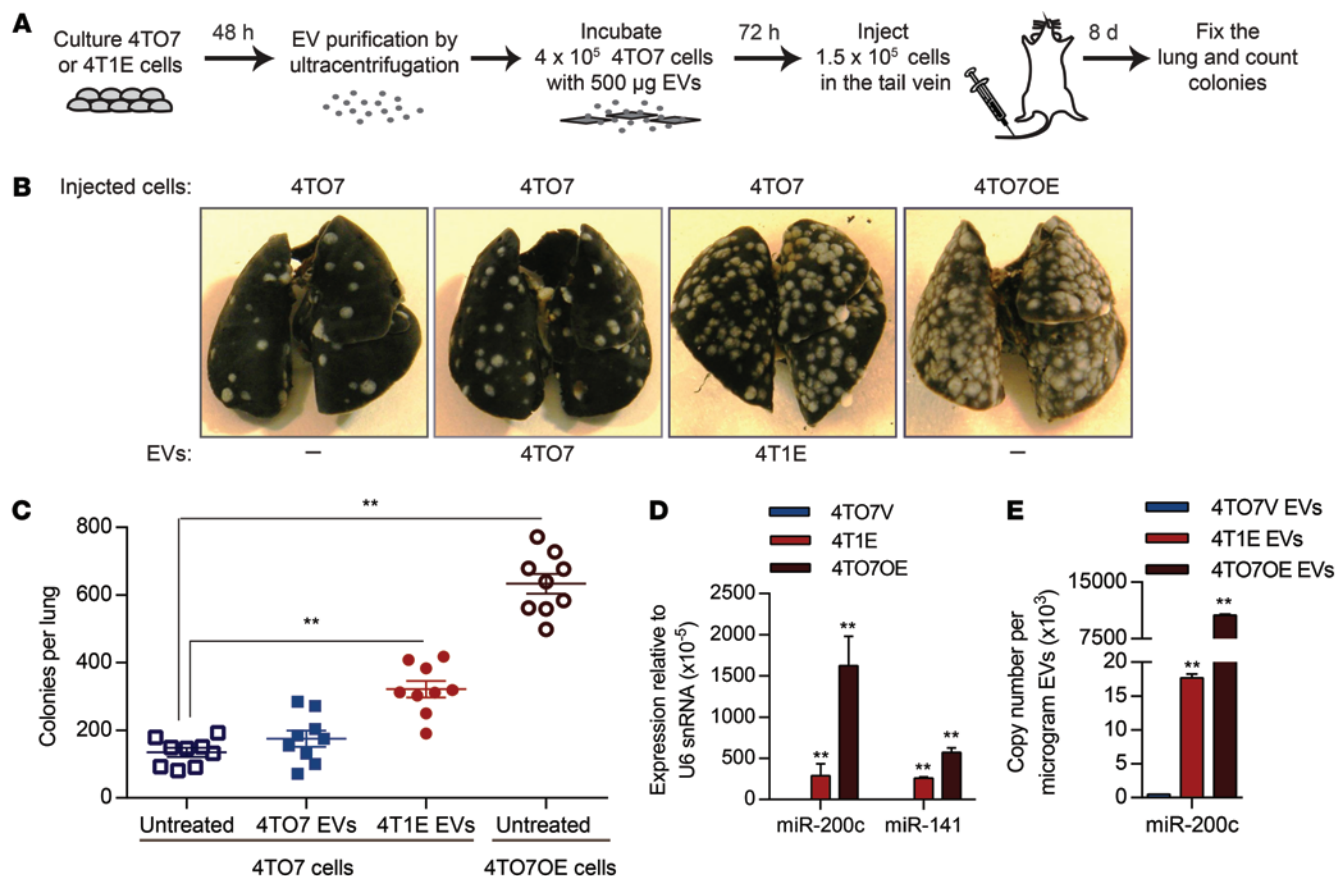 A
Culture 4TO7
or 4T1E cells
48 h
EV purification by
ultracentrifugation
Incubate
4 x 10⁵ 4TO7 cells
with 500 µg EVs
72 h
Inject
1.5 x 10⁵ cells
in the tail vein
8 d
Fix the
lung and count
colonies
B
Injected cells: 4TO7 4TO7 4TO7 4TO7OE
EVs: – 4TO7 4T1E –
C
Colonies per lung
800
600
400
200
0
**
**
Untreated 4TO7 EVs 4T1E EVs Untreated
4TO7 cells 4TO7OE cells
D
4TO7V
4T1E
4TO7OE
Expression relative to
U6 snRNA (x10⁻⁵)
2500
2000
1500
1000
500
0
**
**
**
**
miR-200c miR-141
E
4TO7V EVs
4T1E EVs
4TO7OE EVs
Copy number per
microgram EVs (x10³)
15000
7500
20
15
10
5
0
**
**
miR-200c